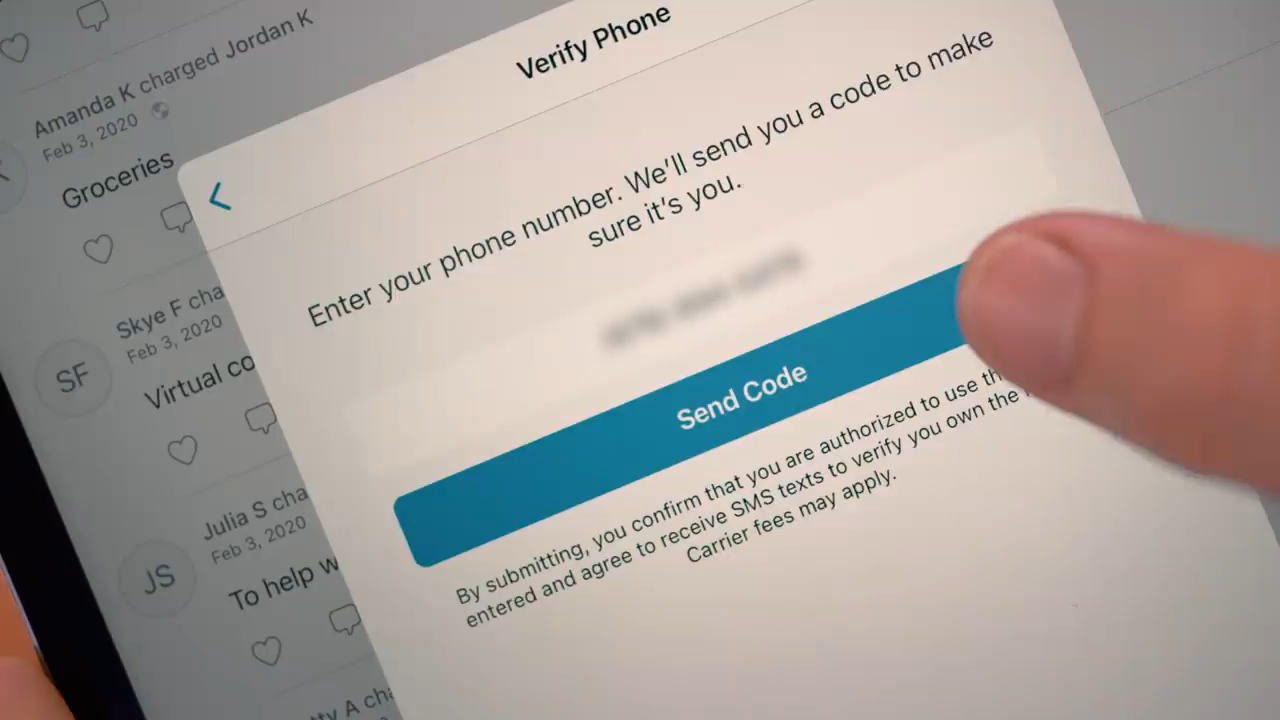 Amanda K charged Jordan K
Feb 3, 2020
Groceries
SF
Skye F cha
Feb 3, 2020
Virtual co
JS
Julia S cha
Feb 3, 2020
To help w
Verify Phone
Enter your phone number. We'll send you a code to make
sure it's you.
Send Code
By submitting, you confirm that you are authorized to use th
entered and agree to receive SMS texts to verify you own the
Carrier fees may apply.